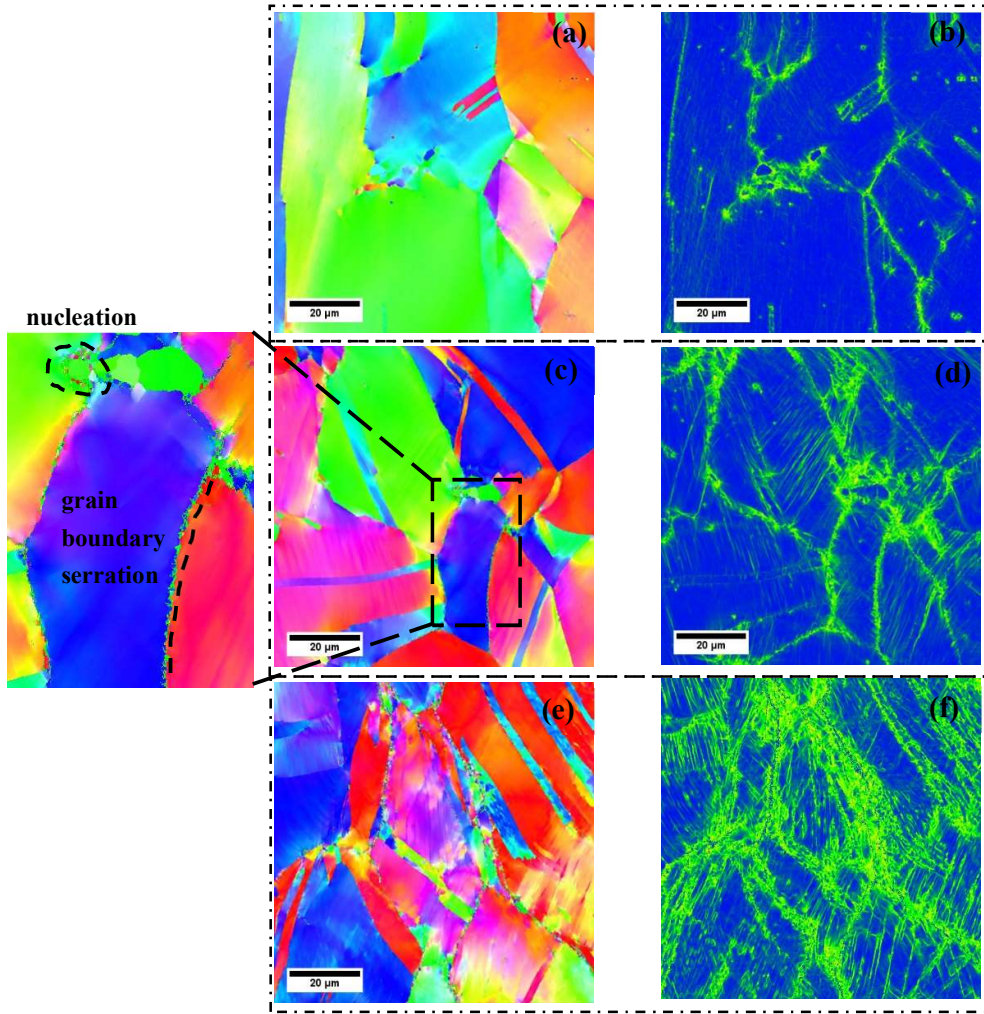 (a)
(b)
20 µm
20 µm
nucleation
(c)
(d)
grain
boundary
serration
20 µm
20 µm
(e)
(f)
20 µm